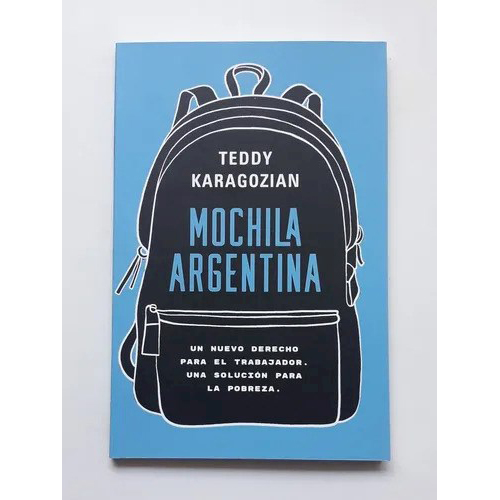 TEDDY
KARAGOZIAN
MOCHILA
ARGENTINA
UN NUEVO DERECHO
PARA EL TRABAJADOR.
UNA SOLUCIÓN PARA
LA POBREZA.